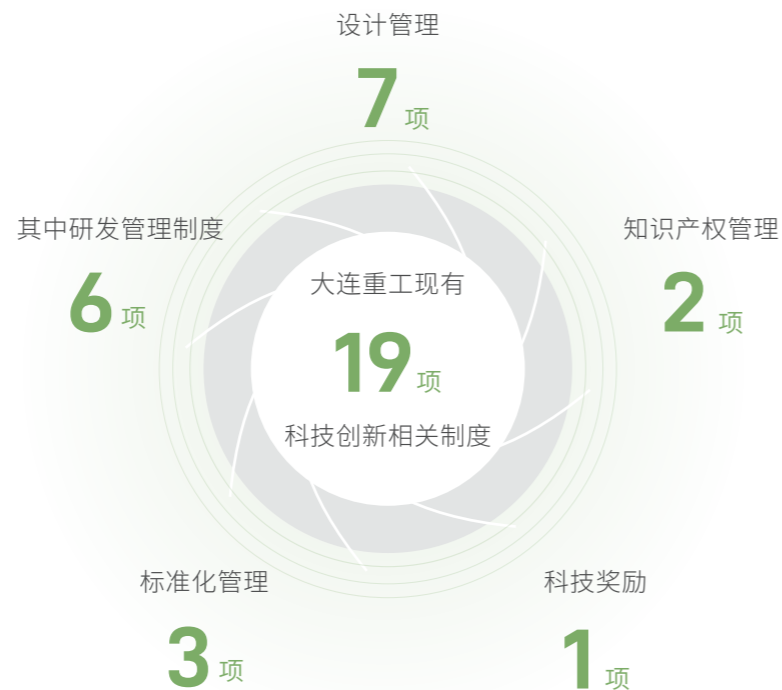 设计管理
7 项
其中研发管理制度
6 项
知识产权管理
2 项
大连重工现有
19 项
科技创新相关制度
标准化管理
3 项
科技奖励
1 项